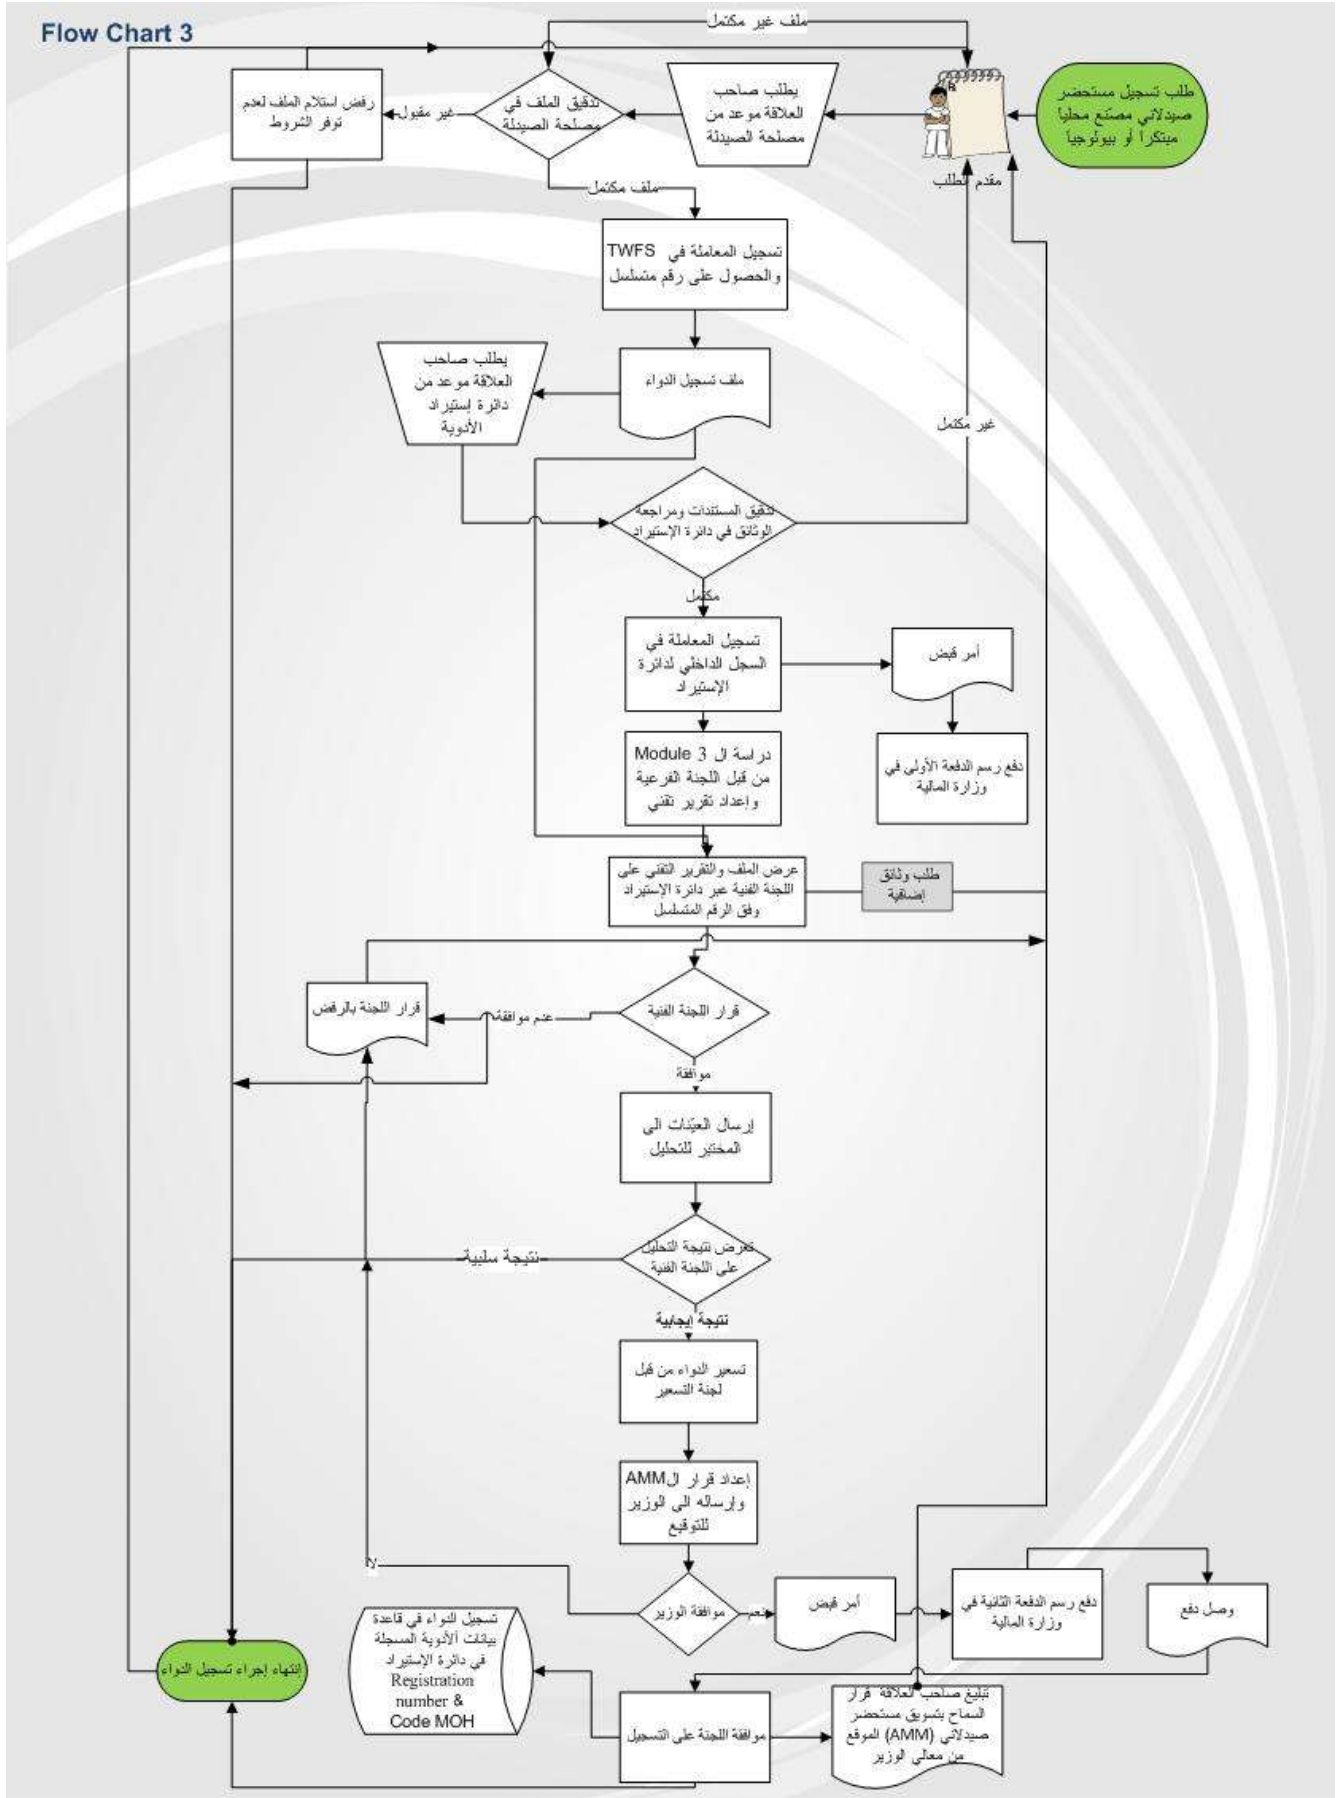 Flow Chart 3
ملف غير مكتمل
طلب تسجيل مستحضر
صيدلاني مصنّع محلياً
مبتكراً أو بيولوجياً
مقدم الطلب
يطلب صاحب
العلاقة موعد من
مصلحة الصيدلة
تدقيق الملف في
مصلحة الصيدلة
غير مقبول
رفض استلام الملف لعدم
توفر الشروط
ملف مكتمل
تسجيل المعاملة في TWFS
والحصول على رقم متسلسل
ملف تسجيل الدواء
يطلب صاحب
العلاقة موعد من
دائرة إستيراد
الأدوية
غير مكتمل
تدقيق المستندات ومراجعة
الوثائق في دائرة الإستيراد
مكتمل
تسجيل المعاملة في
السجل الداخلي لدائرة
الإستيراد
أمر قبض
دفع رسم الدفعة الأولى في
وزارة المالية
دراسة ال Module 3
من قبل اللجنة الفرعية
وإعداد تقرير تقني
عرض الملف والتقرير التقني على
اللجنة الفنية عبر دائرة الإستيراد
وفق الرقم المتسلسل
طلب وثائق
إضافية
قرار اللجنة الفنية
عدم موافقة
قرار اللجنة بالرفض
موافقة
إرسال العيّنات الى
المختبر للتحليل
تعرض نتيجة التحليل
على اللجنة الفنية
نتيجة سلبية
نتيجة إيجابية
تسعير الدواء من قبل
لجنة التسعير
إعداد قرار الAMM
وإرساله الى الوزير
للتوقيع
لا
موافقة الوزير
نعم
أمر قبض
دفع رسم الدفعة الثانية في
وزارة المالية
وصل دفع
تسجيل الدواء في قاعدة
بيانات ألأدوية المسجلة
في دائرة الإستيراد
Registration
number &
Code MOH
إنتهاء إجراء تسجيل الدواء
موافقة اللجنة على التسجيل
تبليغ صاحب العلاقة قرار
السماح بتسويق مستحضر
صيدلاني (AMM) الموقع
من معالي الوزير